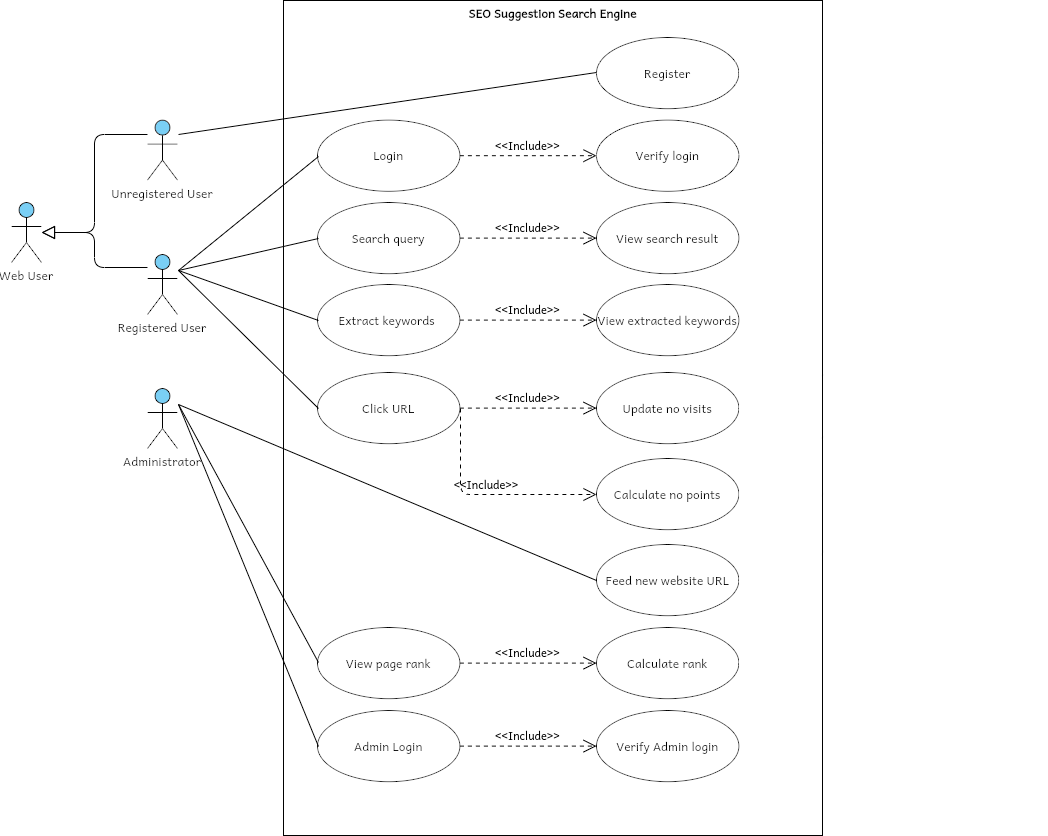 SEO Suggestion Search Engine
Register
Unregistered User
Login
<<Include>>
Verify login
Web User
Search query
<<Include>>
View search result
Registered User
Extract keywords
<<Include>>
View extracted keywords
Click URL
<<Include>>
Update no visits
Administrator
<<Include>>
Calculate no points
Feed new website URL
View page rank
<<Include>>
Calculate rank
Admin Login
<<Include>>
Verify Admin login